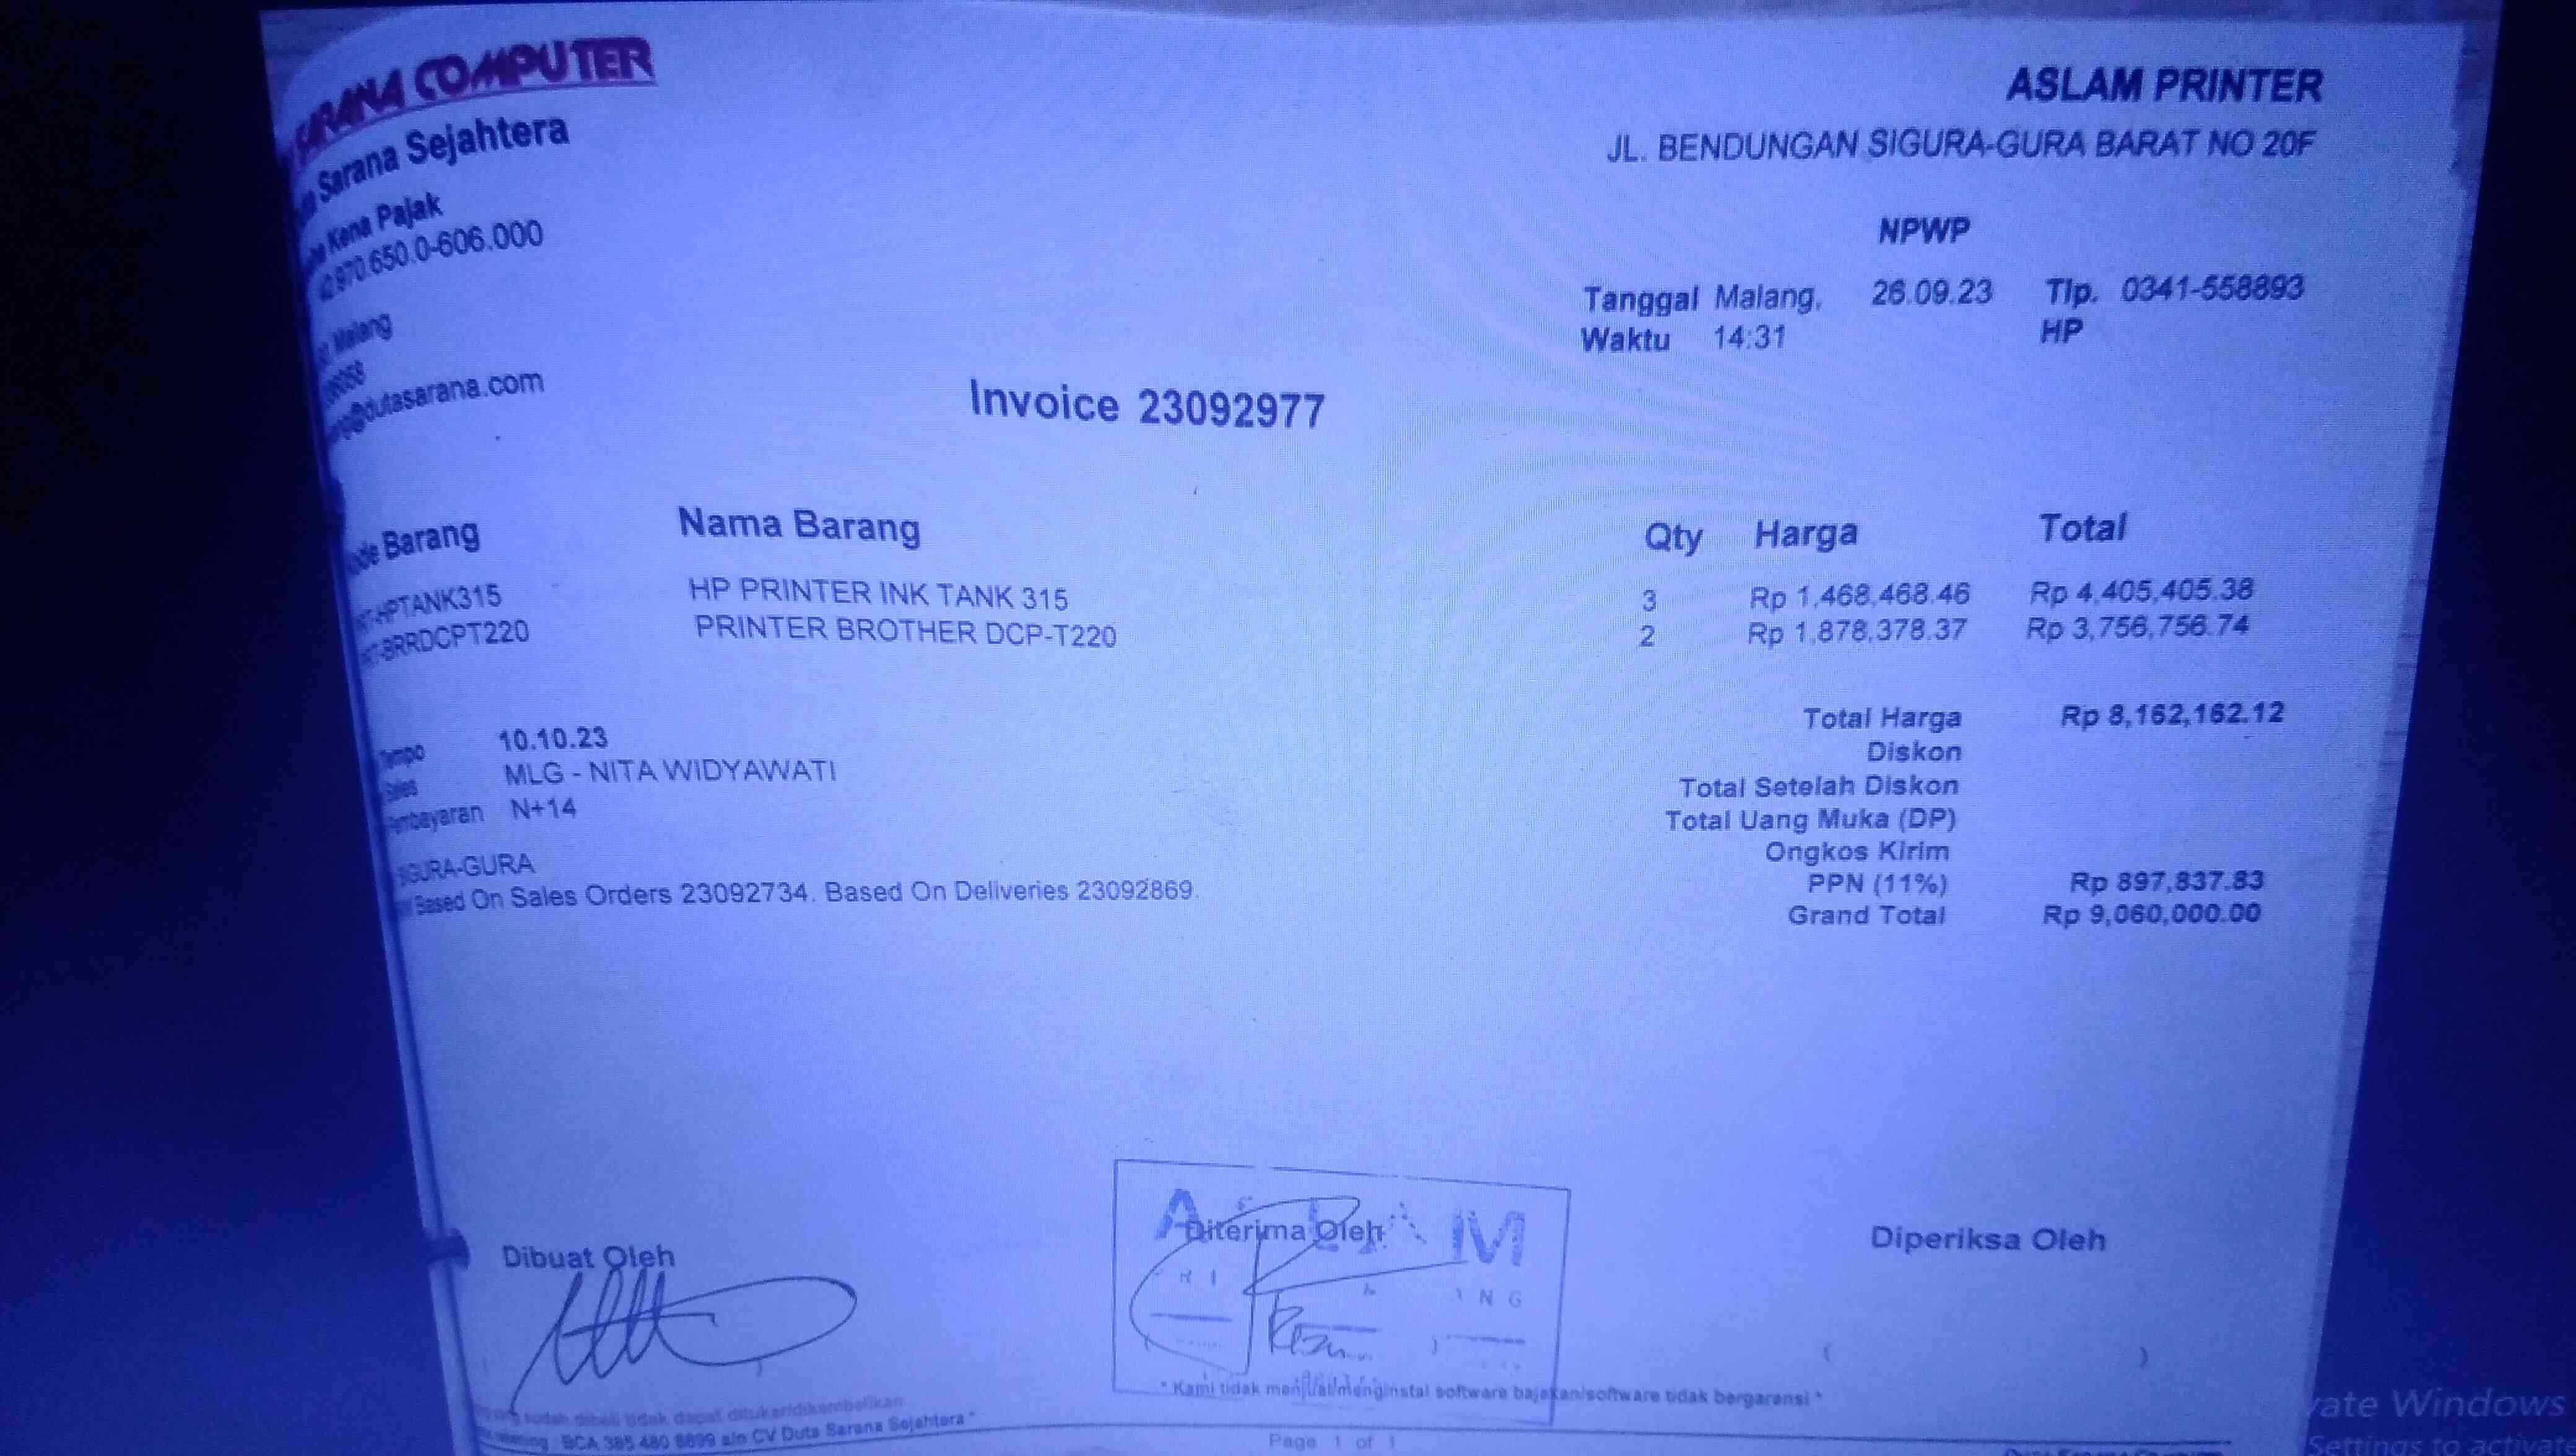 SARANA COMPUTER
Sarana Sejahtera
Kena Pajak
970.650.0-606.000
Malang
@dutasarana.com
ASLAM PRINTER
JL. BENDUNGAN SIGURA-GURA BARAT NO 20F
NPWP
Tanggal Malang, 26.09.23 Tlp. 0341-558893
Waktu 14:31 HP
Invoice 23092977
Barang Nama Barang Qty Harga Total
HPTANK315 HP PRINTER INK TANK 315 3 Rp 1,468,468.46 Rp 4,405,405.38
BRRDCPT220 PRINTER BROTHER DCP-T220 2 Rp 1,878,378.37 Rp 3,756,756.74
Tempo 10.10.23
Sales MLG - NITA WIDYAWATI
Pembayaran N+14
SIGURA-GURA
Based On Sales Orders 23092734. Based On Deliveries 23092869.
Total Harga Rp 8,162,162.12
Diskon
Total Setelah Diskon
Total Uang Muka (DP)
Ongkos Kirim
PPN (11%) Rp 897,837.83
Grand Total Rp 9,060,000.00
Dibuat Oleh
Diterima Oleh
Diperiksa Oleh
( )
sudah dibeli tidak dapat ditukar/dikembalikan
* Kami tidak menjual/menginstal software bajakan/software tidak bergaransi *
BCA 385 480 8899 a/n CV Duta Sarana Sejahtera *
Page 1 of 1
Windows
Settings to